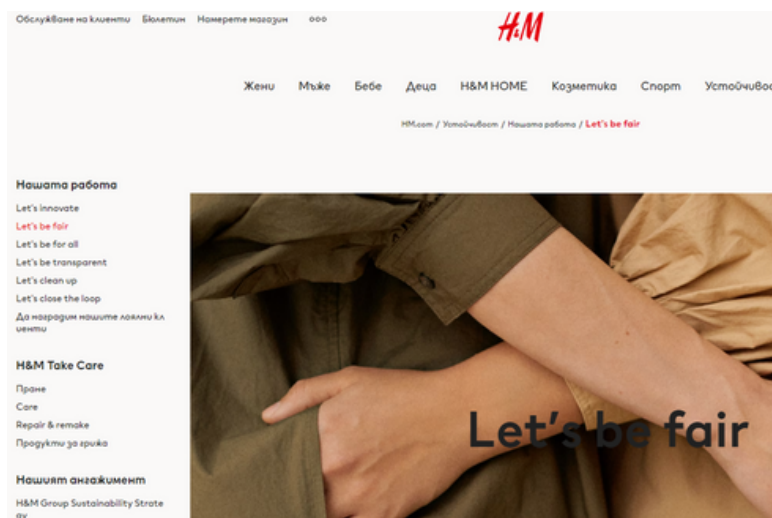 Обслужване на клиенти Бюлетин Намерете магазин
H&M
Жени Мъже Бебе Деца H&M HOME Козметика Спорт Устойчивос
HM.com / Устойчивост / Нашата работа / Let's be fair
Нашата работа
Let's innovate
Let's be fair
Let's be for all
Let's be transparent
Let's clean up
Let's close the loop
Да наградим нашите лоялни кл
иенти
H&M Take Care
Пране
Care
Repair & remake
Продукти за грижа
Нашият ангажимент
H&M Group Sustainability Strate
gy
Let's be fair